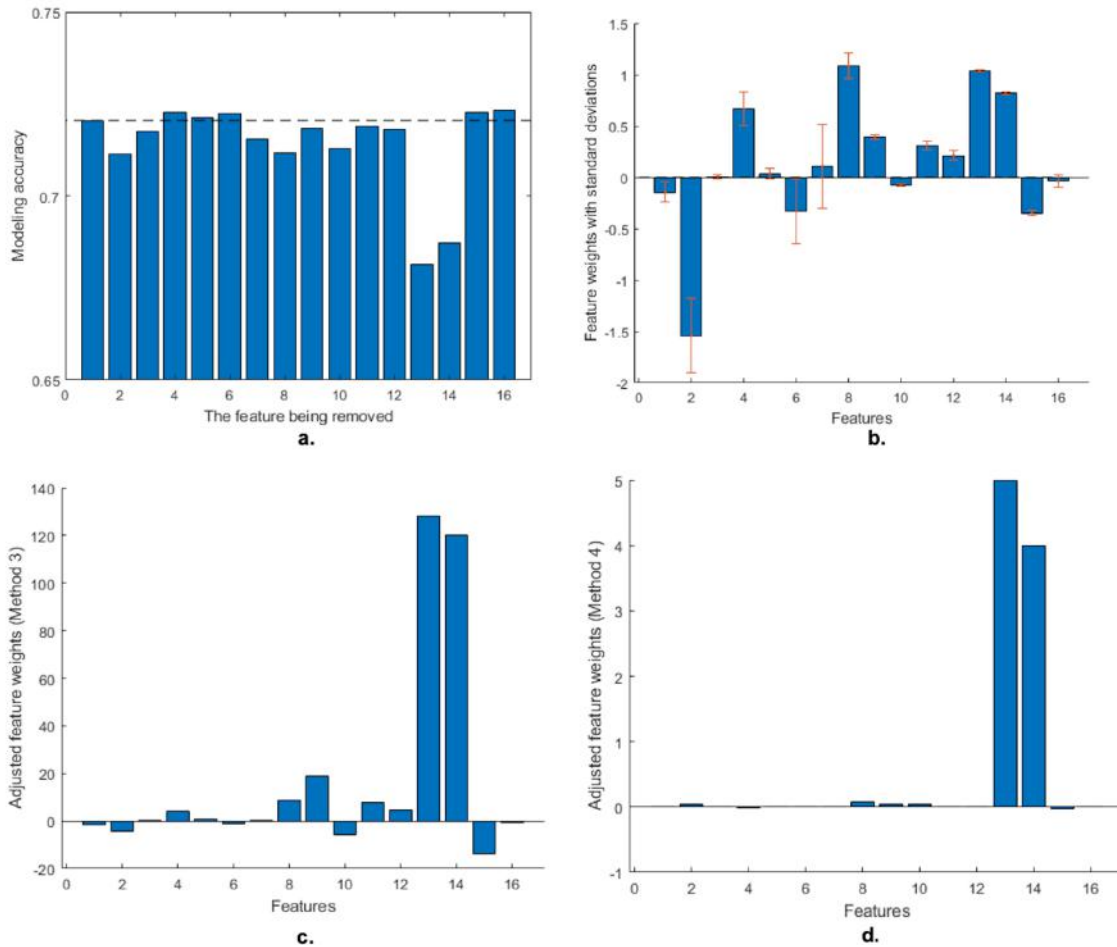 Modeling accuracy
0.75
0.7
0.65
0 2 4 6 8 10 12 14 16
The feature being removed
a.
Feature weights with standard deviations
1.5
1
0.5
0
-0.5
-1
-1.5
-2
0 2 4 6 8 10 12 14 16
Features
b.
Adjusted feature weights (Method 3)
140
120
100
80
60
40
20
0
-20
0 2 4 6 8 10 12 14 16
Features
c.
Adjusted feature weights (Method 4)
5
4
3
2
1
0
-1
0 2 4 6 8 10 12 14 16
Features
d.